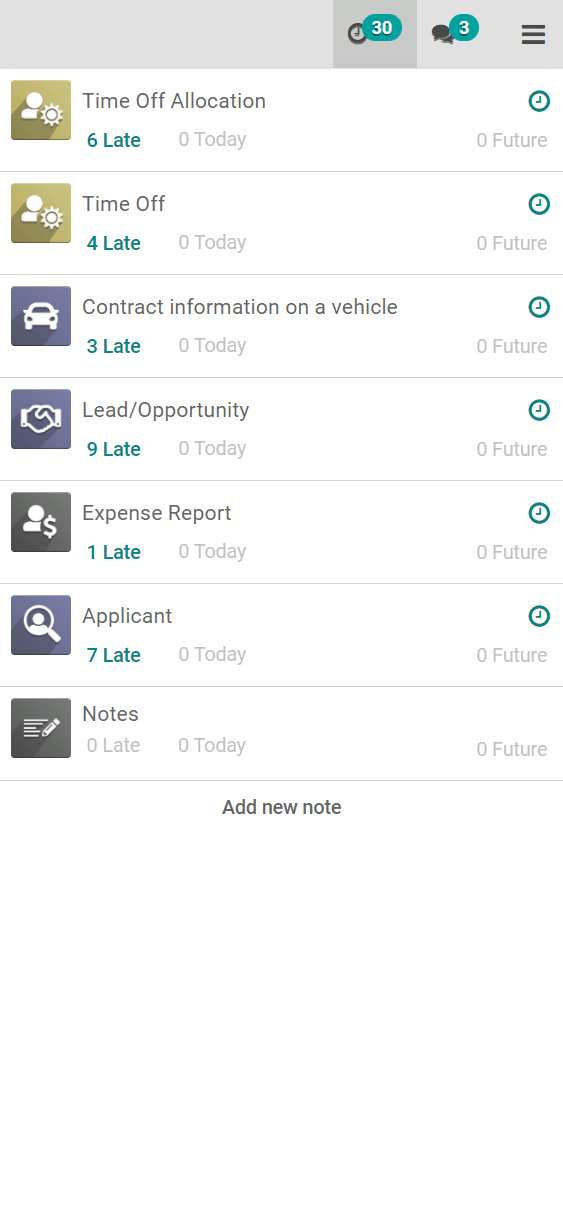 30 3
Time Off Allocation
6 Late 0 Today 0 Future
Time Off
4 Late 0 Today 0 Future
Contract information on a vehicle
3 Late 0 Today 0 Future
Lead/Opportunity
9 Late 0 Today 0 Future
Expense Report
1 Late 0 Today 0 Future
Applicant
7 Late 0 Today 0 Future
Notes
0 Late 0 Today 0 Future
Add new note